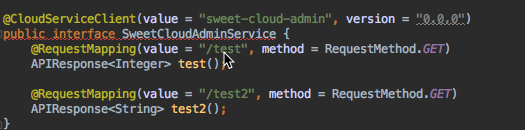 @CloudServiceClient(value = "sweet-cloud-admin", version = "0.0.0")
public interface SweetCloudAdminService {
@RequestMapping(value = "/test", method = RequestMethod.GET)
APIResponse<Integer> test();
@RequestMapping(value = "/test2", method = RequestMethod.GET)
APIResponse<String> test2();
}